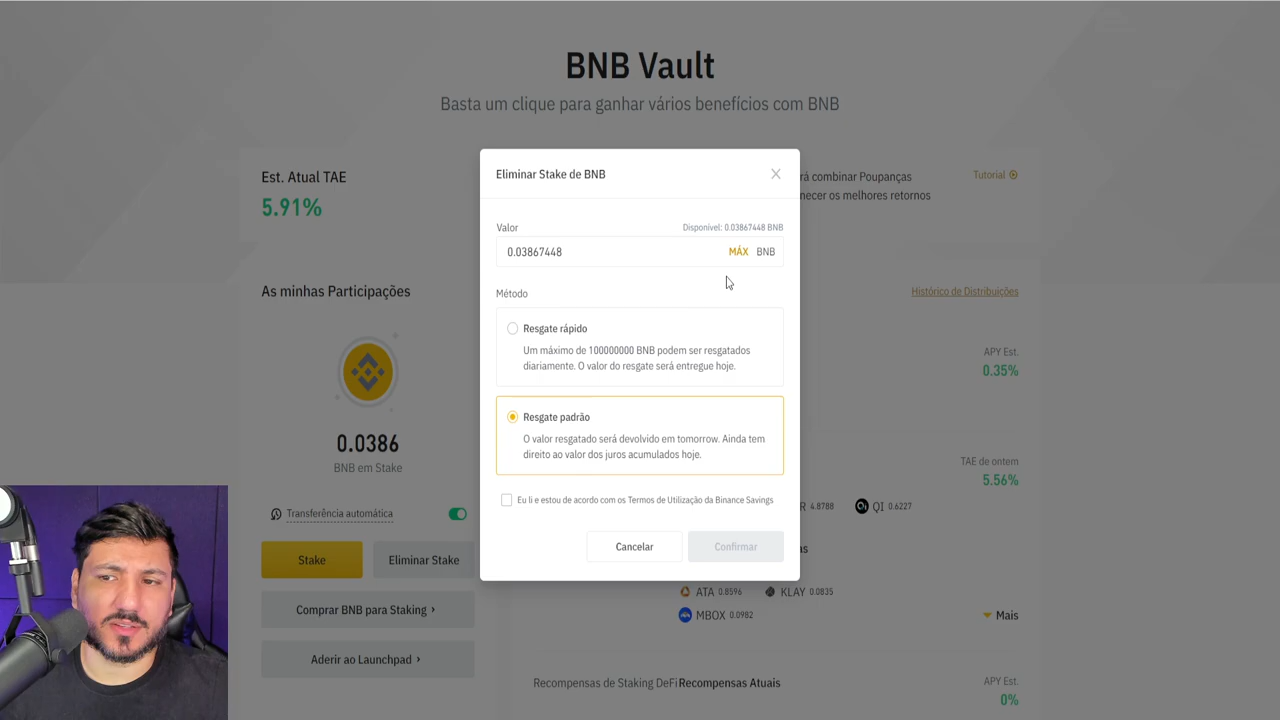 BNB Vault
Basta um clique para ganhar vários benefícios com BNB
Est. Atual TAE
5.91%
rá combinar Poupanças
necer os melhores retornos
Tutorial
As minhas Participações
0.0386
BNB em Stake
Transferência automática
Stake
Eliminar Stake
Comprar BNB para Staking ›
Aderir ao Launchpad ›
Eliminar Stake de BNB
Valor
Disponível: 0.03867448 BNB
0.03867448
MÁX BNB
Método
Resgate rápido
Um máximo de 100000000 BNB podem ser resgatados
diariamente. O valor do resgate será entregue hoje.
Resgate padrão
O valor resgatado será devolvido em tomorrow. Ainda tem
direito ao valor dos juros acumulados hoje.
Eu li e estou de acordo com os Termos de Utilização da Binance Savings
Cancelar
Confirmar
Histórico de Distribuições
APY Est.
0.35%
TAE de ontem
5.56%
R 4.8788 QI 0.6227
as
ATA 0.8596 KLAY 0.0835
MBOX 0.0982
Mais
Recompensas de Staking DeFi Recompensas Atuais
APY Est.
0%